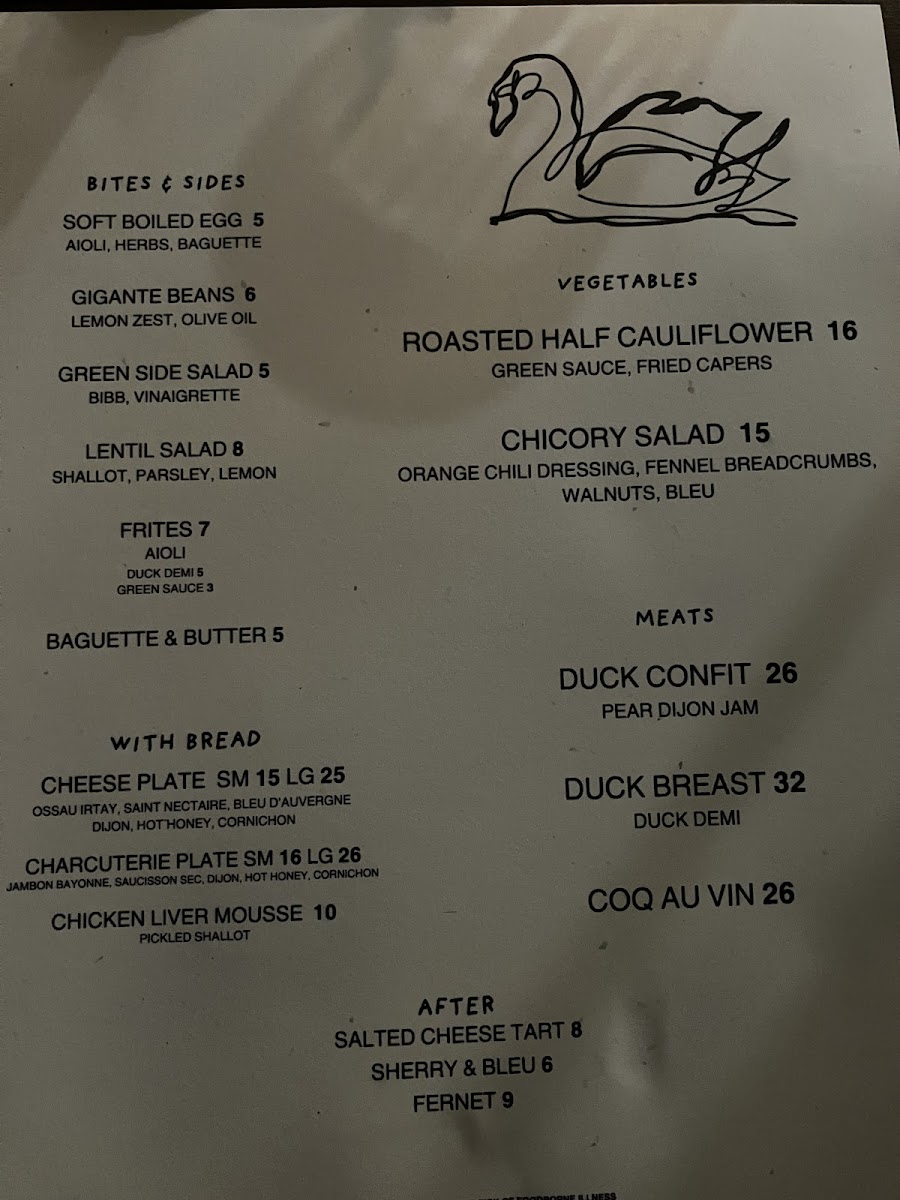 BITES & SIDES
SOFT BOILED EGG 5
AIOLI, HERBS, BAGUETTE
GIGANTE BEANS 6
LEMON ZEST, OLIVE OIL
GREEN SIDE SALAD 5
BIBB, VINAIGRETTE
LENTIL SALAD 8
SHALLOT, PARSLEY, LEMON
FRITES 7
AIOLI
DUCK DEMI 5
GREEN SAUCE 3
BAGUETTE & BUTTER 5
WITH BREAD
CHEESE PLATE SM 15 LG 25
OSSAU IRTAY, SAINT NECTAIRE, BLEU D'AUVERGNE
DIJON, HOT HONEY, CORNICHON
CHARCUTERIE PLATE SM 16 LG 26
JAMBON BAYONNE, SAUCISSON SEC, DIJON, HOT HONEY, CORNICHON
CHICKEN LIVER MOUSSE 10
PICKLED SHALLOT
VEGETABLES
ROASTED HALF CAULIFLOWER 16
GREEN SAUCE, FRIED CAPERS
CHICORY SALAD 15
ORANGE CHILI DRESSING, FENNEL BREADCRUMBS,
WALNUTS, BLEU
MEATS
DUCK CONFIT 26
PEAR DIJON JAM
DUCK BREAST 32
DUCK DEMI
COQ AU VIN 26
AFTER
SALTED CHEESE TART 8
SHERRY & BLEU 6
FERNET 9
OF FOODBORNE ILLNESS